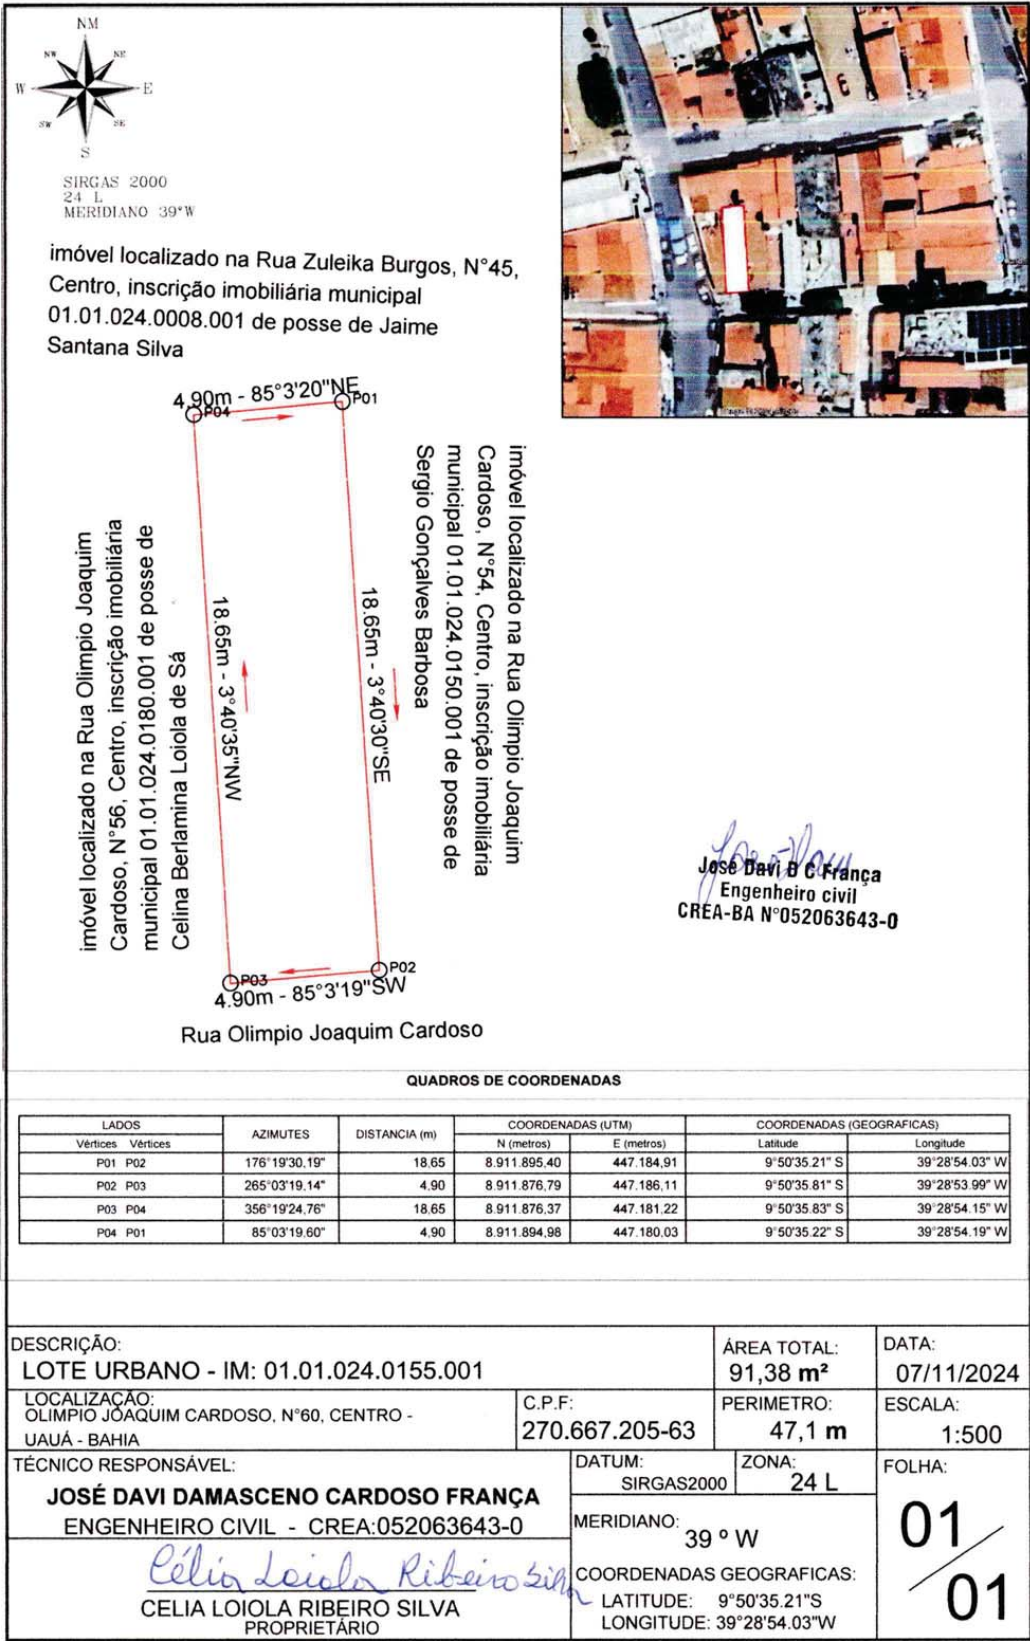 NM
NW
NE
W
E
SW
SE
S
SIRGAS 2000
24 L
MERIDIANO 39°W
imóvel localizado na Rua Zuleika Burgos, N°45,
Centro, inscrição imobiliária municipal
01.01.024.0008.001 de posse de Jaime
Santana Silva
4.90m - 85°3'20"NE
P04
P01
imóvel localizado na Rua Olimpio Joaquim
Cardoso, N°54, Centro, inscrição imobiliária
municipal 01.01.024.0150.001 de posse de
Sergio Gonçalves Barbosa
18.65m - 3°40'30"SE
18.65m - 3°40'35"NW
imóvel localizado na Rua Olimpio Joaquim
Cardoso, N°56, Centro, inscrição imobiliária
municipal 01.01.024.0180.001 de posse de
Celina Berlamina Loiola de Sá
P03
P02
4.90m - 85°3'19"SW
Rua Olimpio Joaquim Cardoso
José Davi D C França
Engenheiro civil
CREA-BA N°052063643-0
QUADROS DE COORDENADAS
LADOS AZIMUTES DISTANCIA (m) COORDENADAS (UTM) COORDENADAS (GEOGRAFICAS)
Vértices Vértices N (metros) E (metros) Latitude Longitude
P01 P02 176°19'30.19" 18,65 8.911.895,40 447.184,91 9°50'35.21" S 39°28'54.03" W
P02 P03 265°03'19.14" 4,90 8.911.876,79 447.186,11 9°50'35.81" S 39°28'53.99" W
P03 P04 356°19'24,76" 18,65 8.911.876,37 447.181,22 9°50'35.83" S 39°28'54.15" W
P04 P01 85°03'19.60" 4,90 8.911.894,98 447.180,03 9°50'35.22" S 39°28'54.19" W
DESCRIÇÃO:
LOTE URBANO - IM: 01.01.024.0155.001
ÁREA TOTAL:
91,38 m²
DATA:
07/11/2024
LOCALIZAÇÃO:
OLIMPIO JOAQUIM CARDOSO, N°60, CENTRO -
UAUÁ - BAHIA
C.P.F:
270.667.205-63
PERIMETRO:
47,1 m
ESCALA:
1:500
TÉCNICO RESPONSÁVEL:
JOSÉ DAVI DAMASCENO CARDOSO FRANÇA
ENGENHEIRO CIVIL - CREA:052063643-0
DATUM:
SIRGAS2000
ZONA:
24 L
FOLHA:
01/01
MERIDIANO:
39 ° W
COORDENADAS GEOGRAFICAS:
LATITUDE: 9°50'35.21"S
LONGITUDE: 39°28'54.03"W
Célia Loiola Ribeiro Silva
CELIA LOIOLA RIBEIRO SILVA
PROPRIETÁRIO